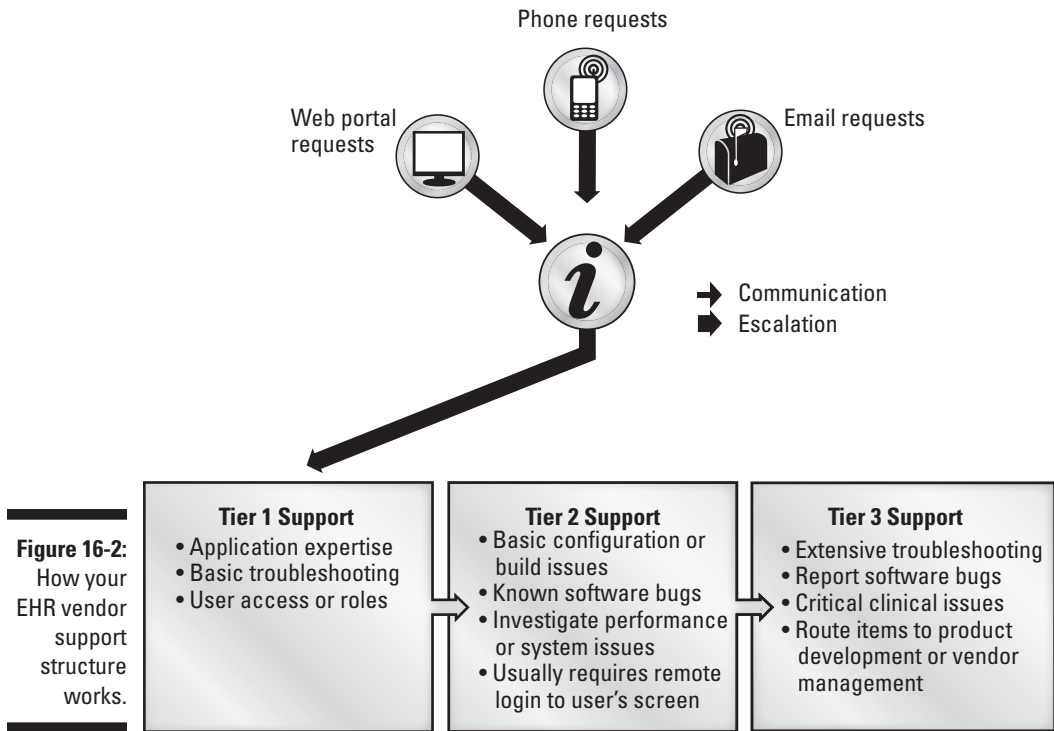 Phone requests
Web portal
requests
Email requests
i
Communication
Escalation
Figure 16-2:
How your
EHR vendor
support
structure
works.
Tier 1 Support
• Application expertise
• Basic troubleshooting
• User access or roles
Tier 2 Support
• Basic configuration or
build issues
• Known software bugs
• Investigate performance
or system issues
• Usually requires remote
login to user's screen
Tier 3 Support
• Extensive troubleshooting
• Report software bugs
• Critical clinical issues
• Route items to product
development or vendor
management